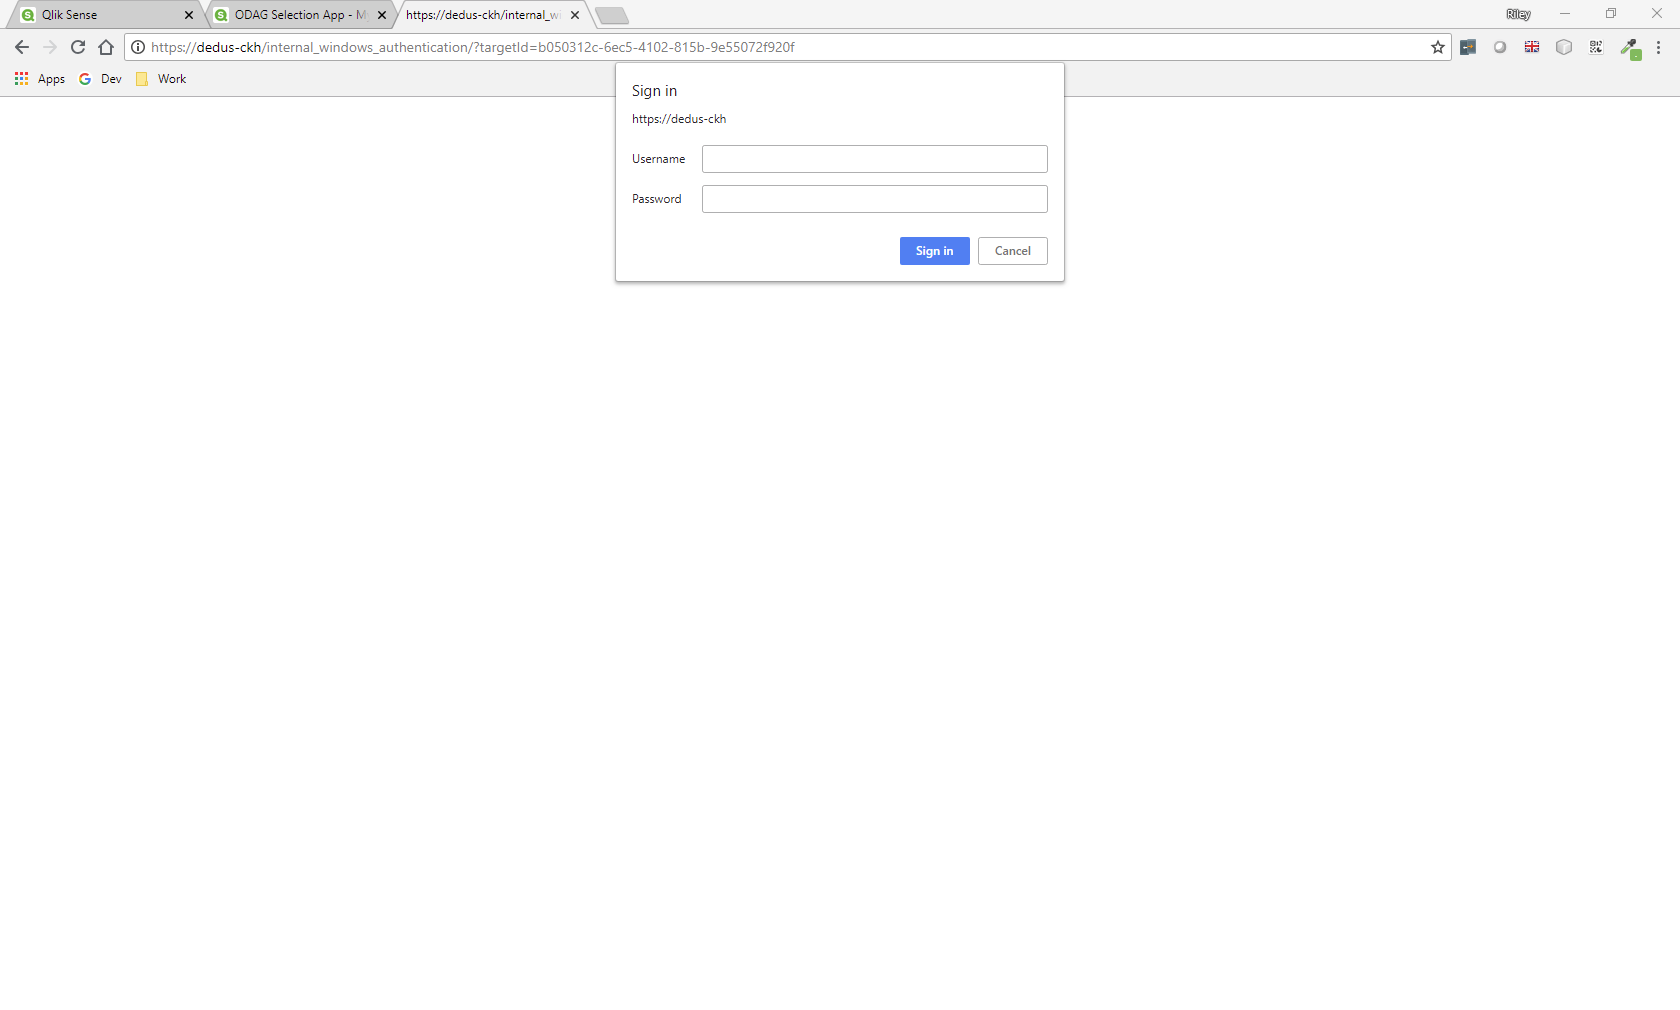 Qlik Sense
ODAG Selection App - M
https://dedus-ckh/internal_w
Riley
https://dedus-ckh/internal_windows_authentication/?targetId=b050312c-6ec5-4102-815b-9e55072f920f
Apps
Dev
Work
Sign in
https://dedus-ckh
Username
Password
Sign in
Cancel